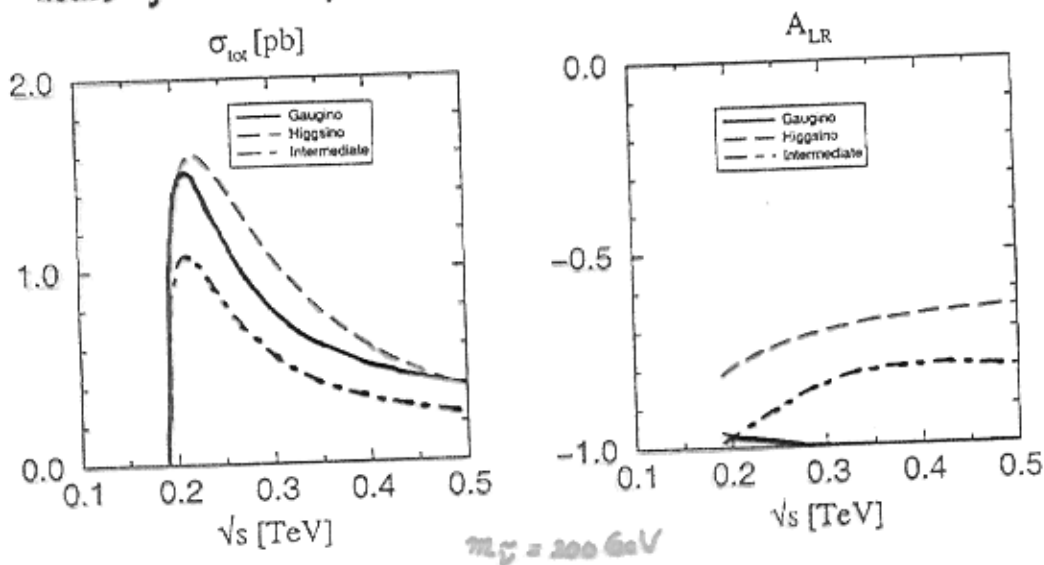 σtot [pb]
2.0
1.0
0.0
Gaugino
Higgsino
Intermediate
0.1 0.2 0.3 0.4 0.5
√s [TeV]
A_LR
0.0
−0.5
−1.0
Gaugino
Higgsino
Intermediate
0.1 0.2 0.3 0.4 0.5
√s [TeV]
m_ν̃ = 200 GeV